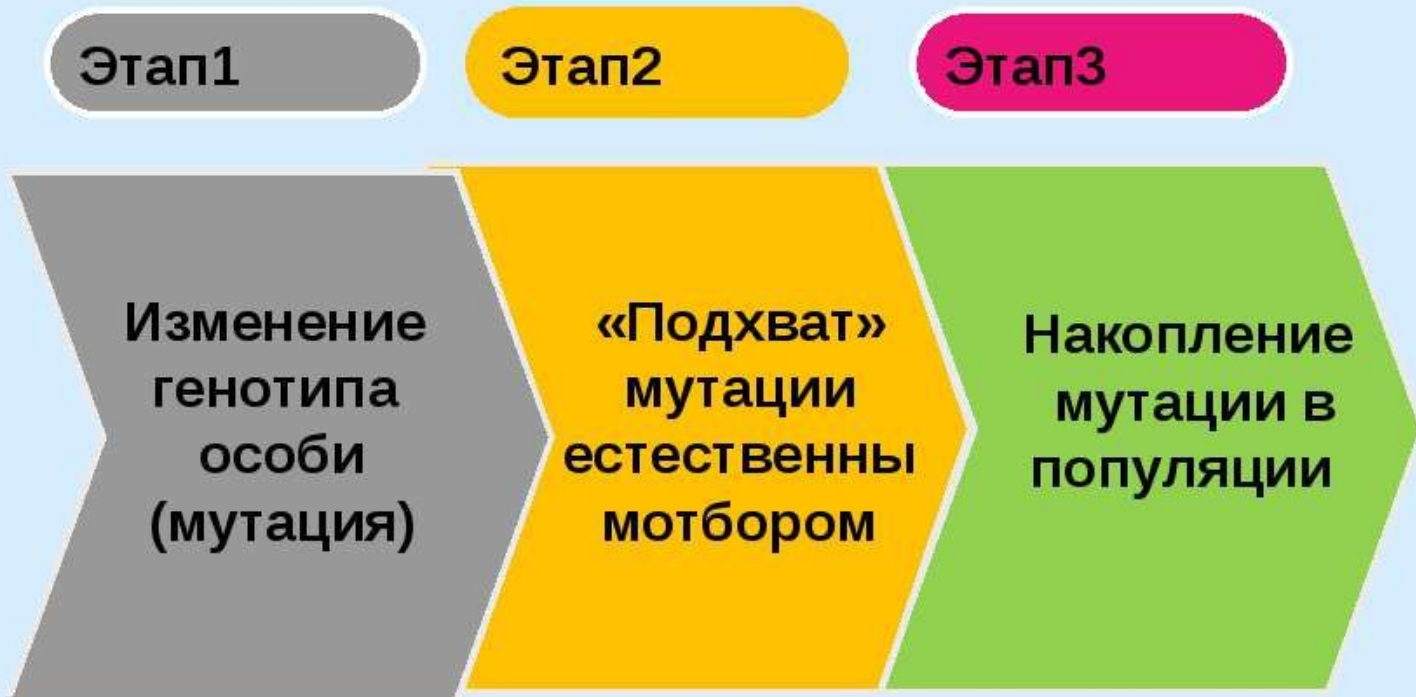 Этап1
Этап2
Этап3
Изменение
генотипа
особи
(мутация)
«Подхват»
мутации
естественны
мотбором
Накопление
мутации в
популяции